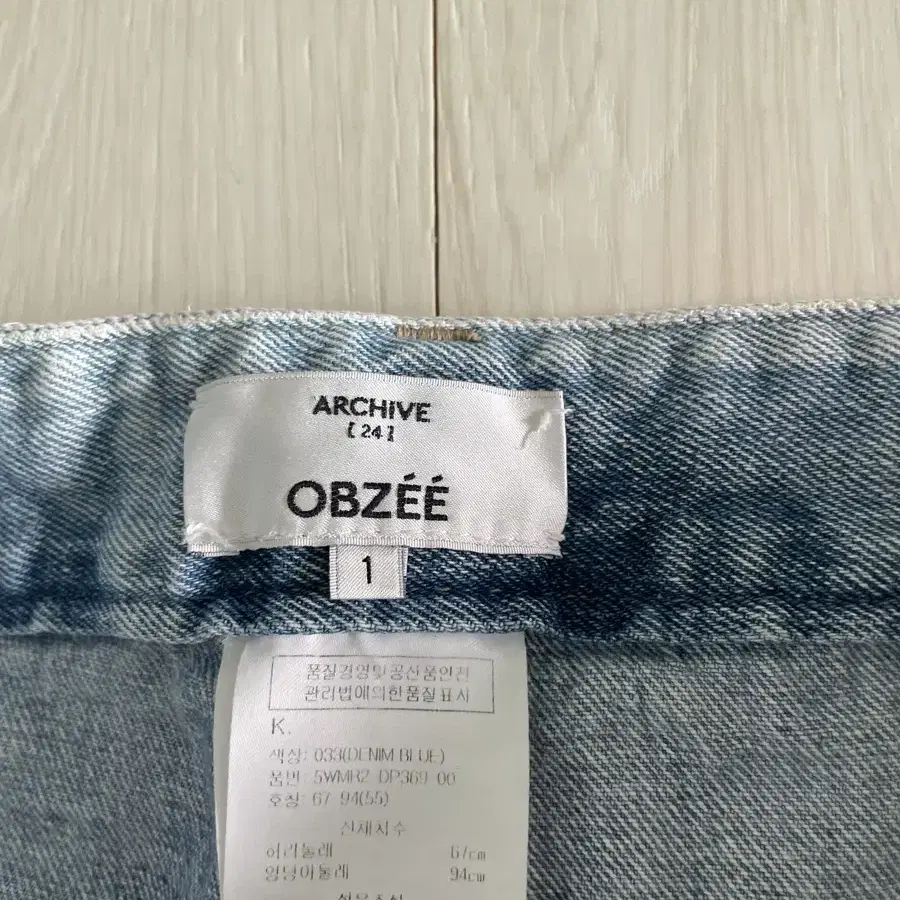 ARCHIVE
[24]
OBZÉÉ
1
품질경영및공산품안전
관리법에의한품질표시
K.
색상: 033(DENIM BLUE)
품번: 5WMR2 DP369 00
호칭: 67 94(55)
신체치수
허리둘레 67cm
엉덩이둘레 94cm